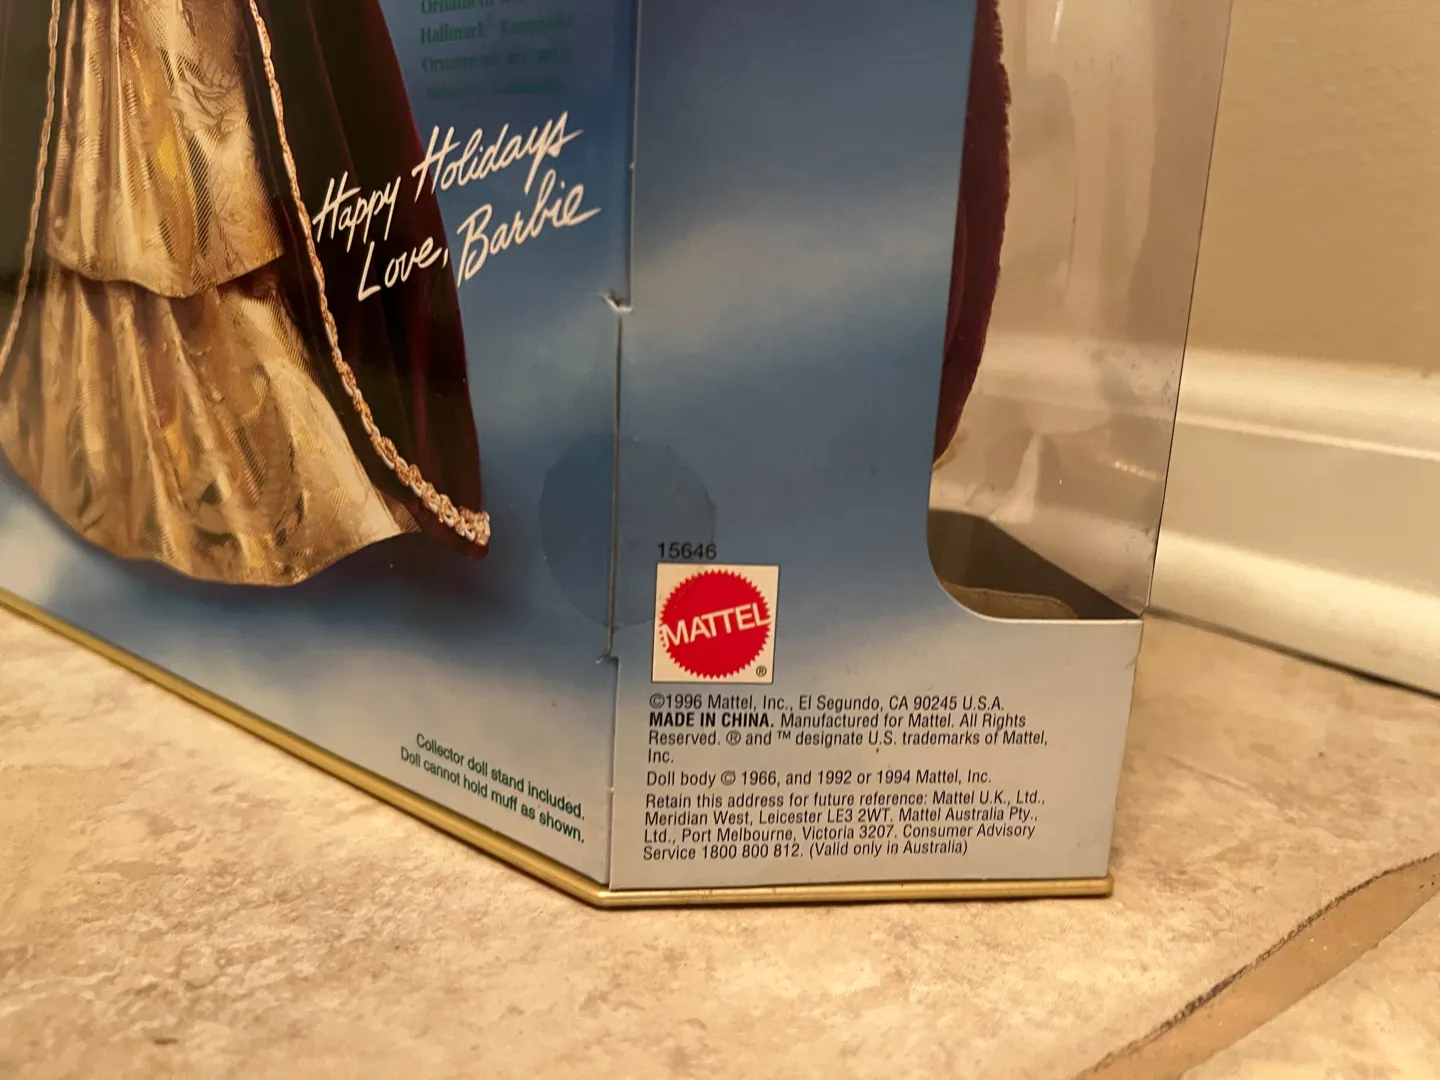 Hallmark® Keepsake
Happy Holidays
Love, Barbie
15646
MATTEL
®
©1996 Mattel, Inc., El Segundo, CA 90245 U.S.A.
MADE IN CHINA. Manufactured for Mattel. All Rights
Reserved. ® and ™ designate U.S. trademarks of Mattel,
Inc.
Doll body © 1966, and 1992 or 1994 Mattel, Inc.
Retain this address for future reference: Mattel U.K., Ltd.,
Meridian West, Leicester LE3 2WT. Mattel Australia Pty.,
Ltd., Port Melbourne, Victoria 3207. Consumer Advisory
Service 1800 800 812. (Valid only in Australia)
Collector doll stand included.
Doll cannot hold muff as shown.